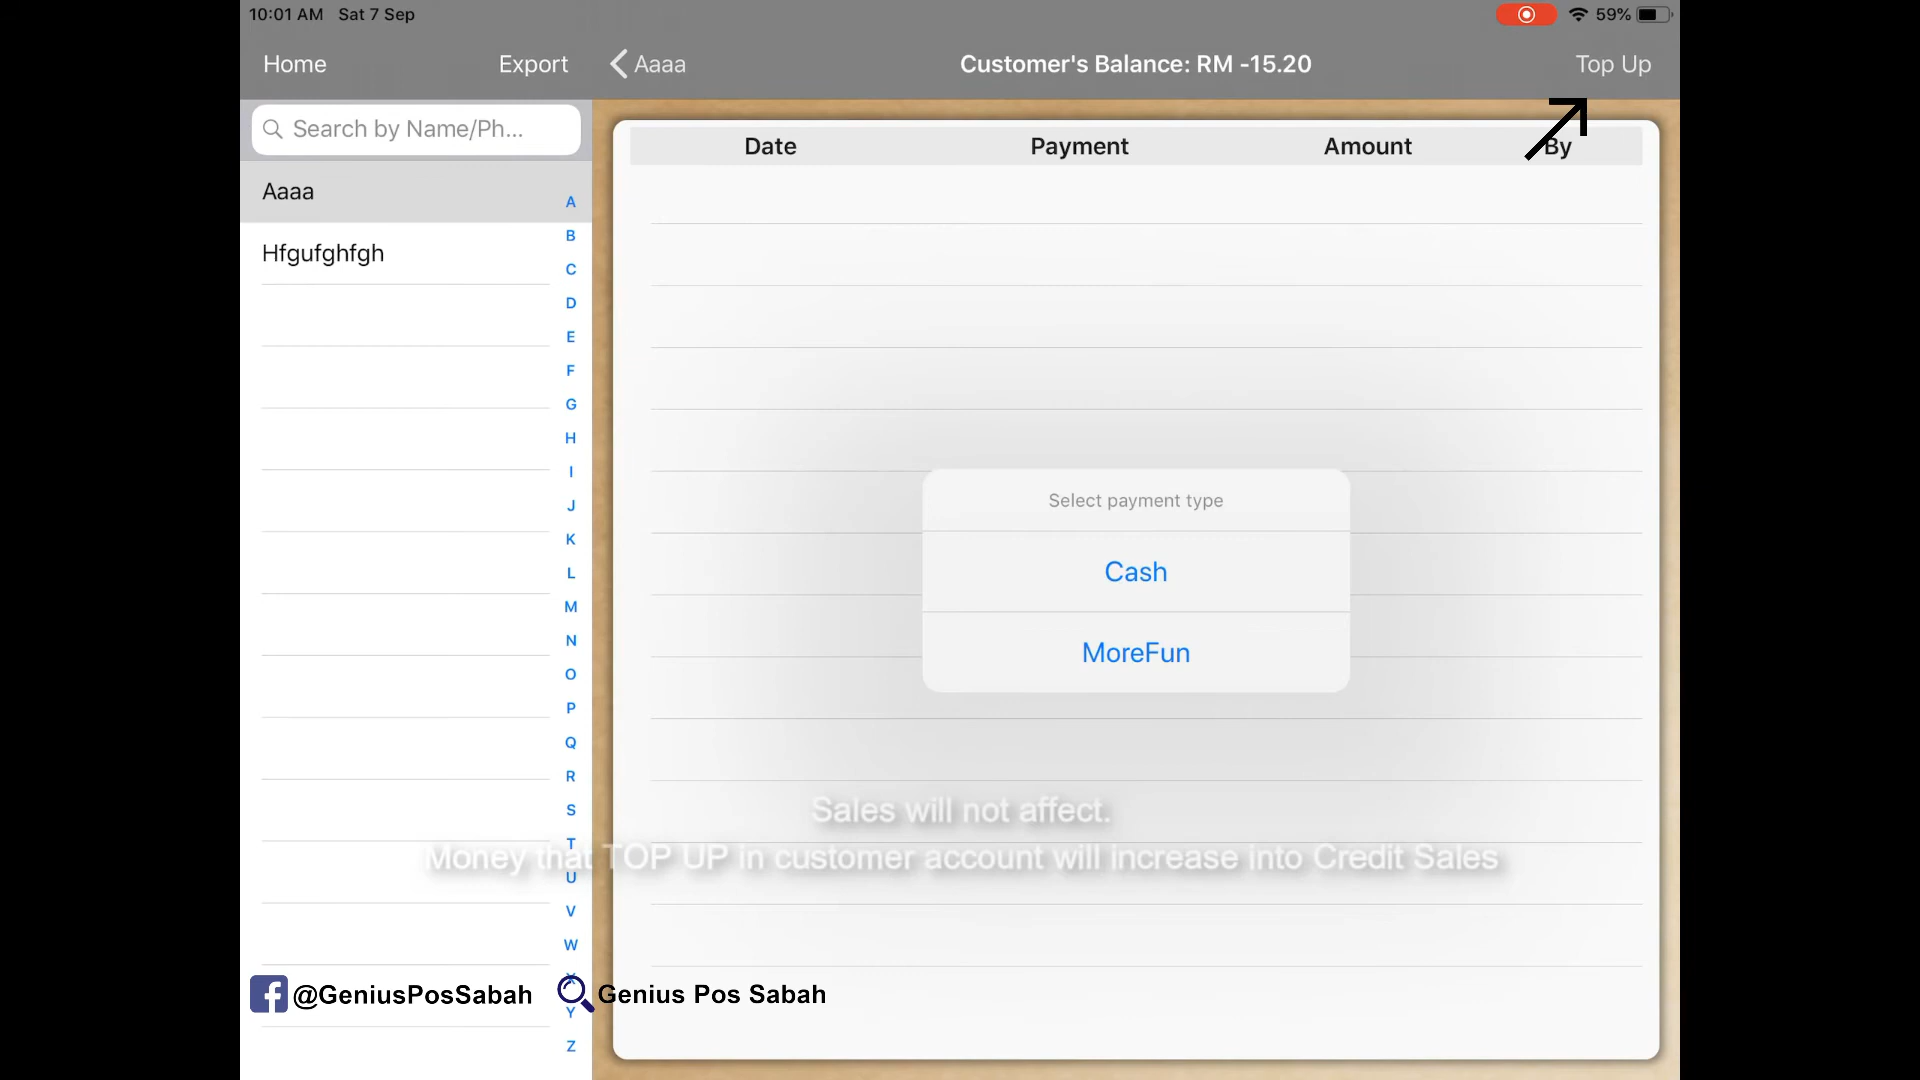 10:01 AM Sat 7 Sep
59%
Home
Export
Aaaa
Customer's Balance: RM -15.20
Top Up
Search by Name/Ph...
Date
Payment
Amount
By
Aaaa
Hfgufghfgh
A
B
C
D
E
F
G
H
I
J
K
L
M
N
O
P
Q
R
S
T
U
V
W
X
Y
Z
Select payment type
Cash
MoreFun
Sales will not affect.
Money that TOP UP in customer account will increase into Credit Sales
@GeniusPosSabah
Genius Pos Sabah